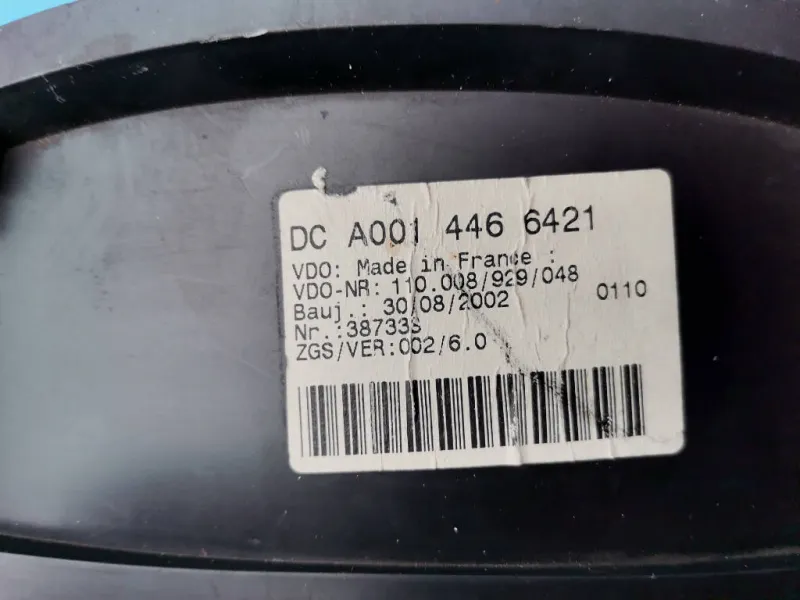 DC A001 446 6421
VDO: Made in France :
VDO-NR: 110.008/929/048
Bauj.: 30/08/2002 0110
Nr.:387333
ZGS/VER:002/6.0